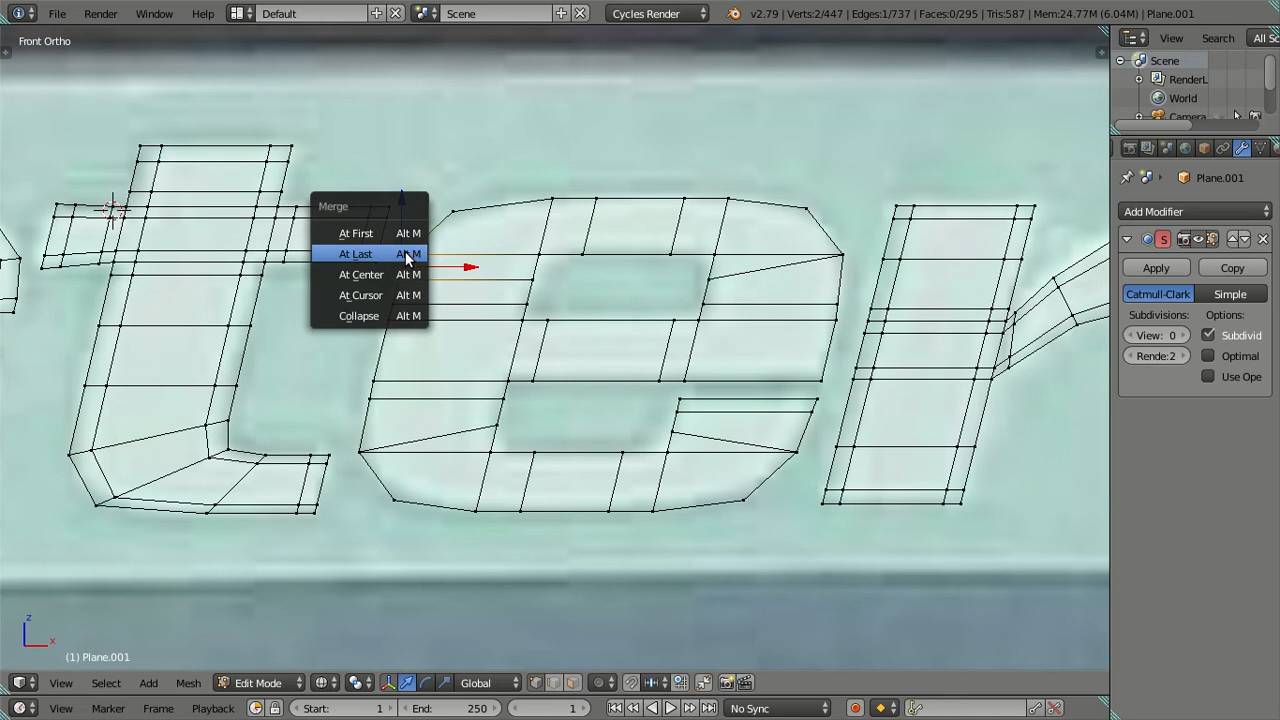 File Render Window Help Default Scene Cycles Render v2.79 | Verts:2/447 | Edges:1/737 | Faces:0/295 | Tris:587 | Mem:24.77M (6.04M) | Plane.001
Front Ortho
View Search All Sc
Scene
RenderL
World
Camera
Plane.001
Add Modifier
S
Apply Copy
Catmull-Clark Simple
Subdivisions: Options:
View: 0 Subdivid
Rende:2 Optimal
Use Ope
Merge
At First Alt M
At Last Alt M
At Center Alt M
At Cursor Alt M
Collapse Alt M
ter
z
x
(1) Plane.001
View Select Add Mesh Edit Mode Global
View Marker Frame Playback Start: 1 End: 250 1 No Sync